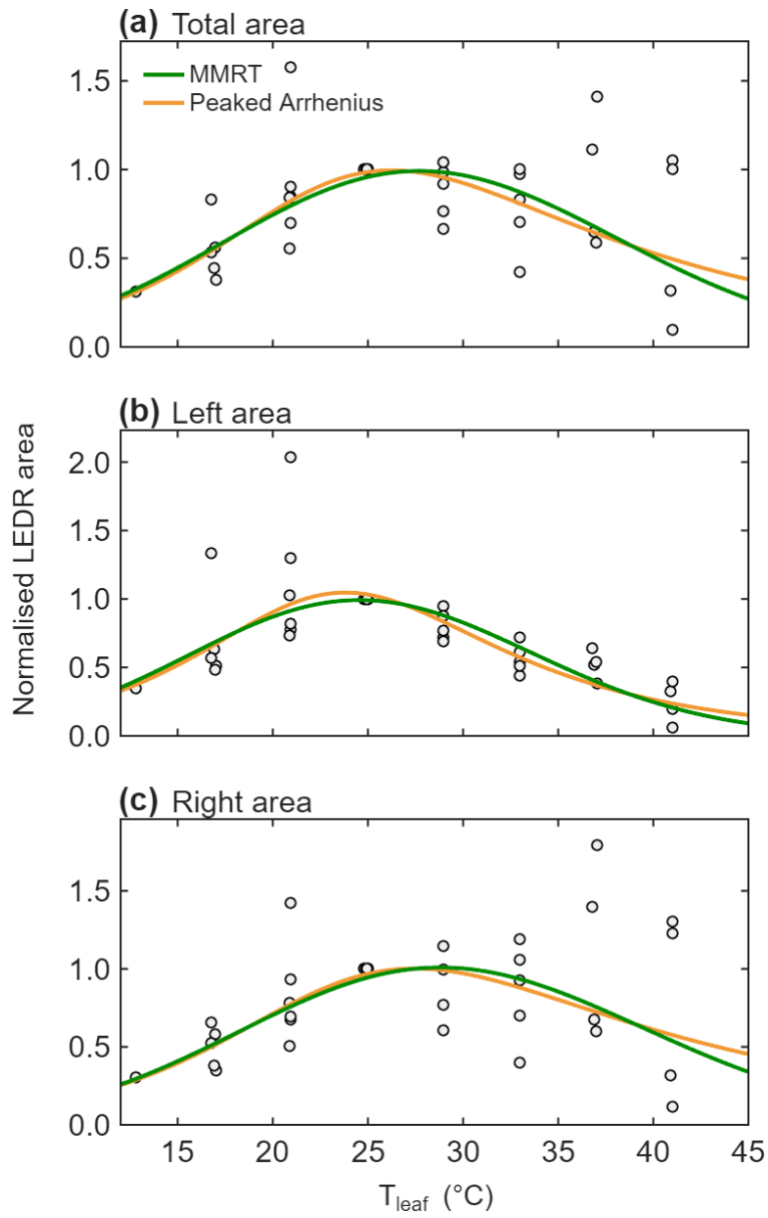 (a) Total area
1.5
1.0
0.5
0.0
MMRT
Peaked Arrhenius
(b) Left area
2.0
1.5
1.0
0.5
0.0
Normalised LEDR area
(c) Right area
1.5
1.0
0.5
0.0
15 20 25 30 35 40 45
Tleaf (°C)